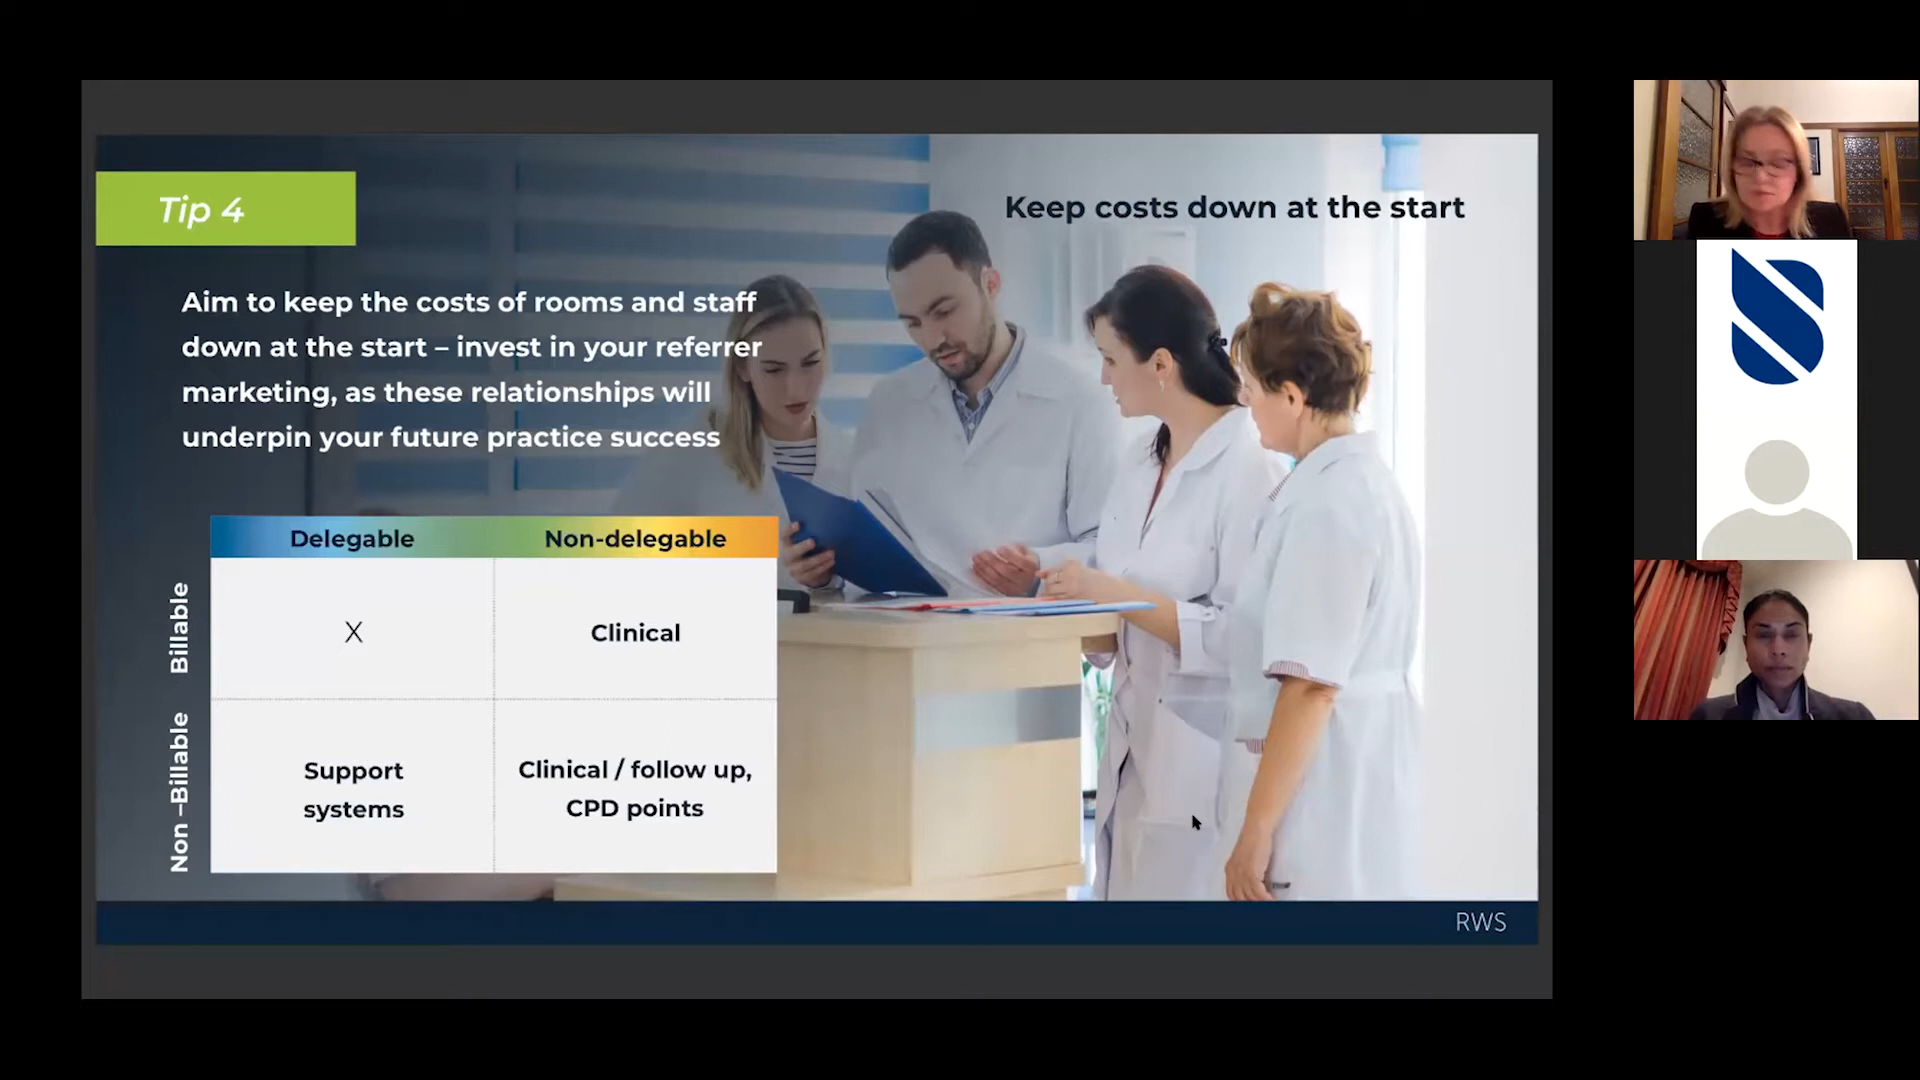 Tip 4
Keep costs down at the start
Aim to keep the costs of rooms and staff
down at the start – invest in your referrer
marketing, as these relationships will
underpin your future practice success
Delegable Non-delegable
Billable
X Clinical
Non –Billable
Support
systems
Clinical / follow up,
CPD points
RWS